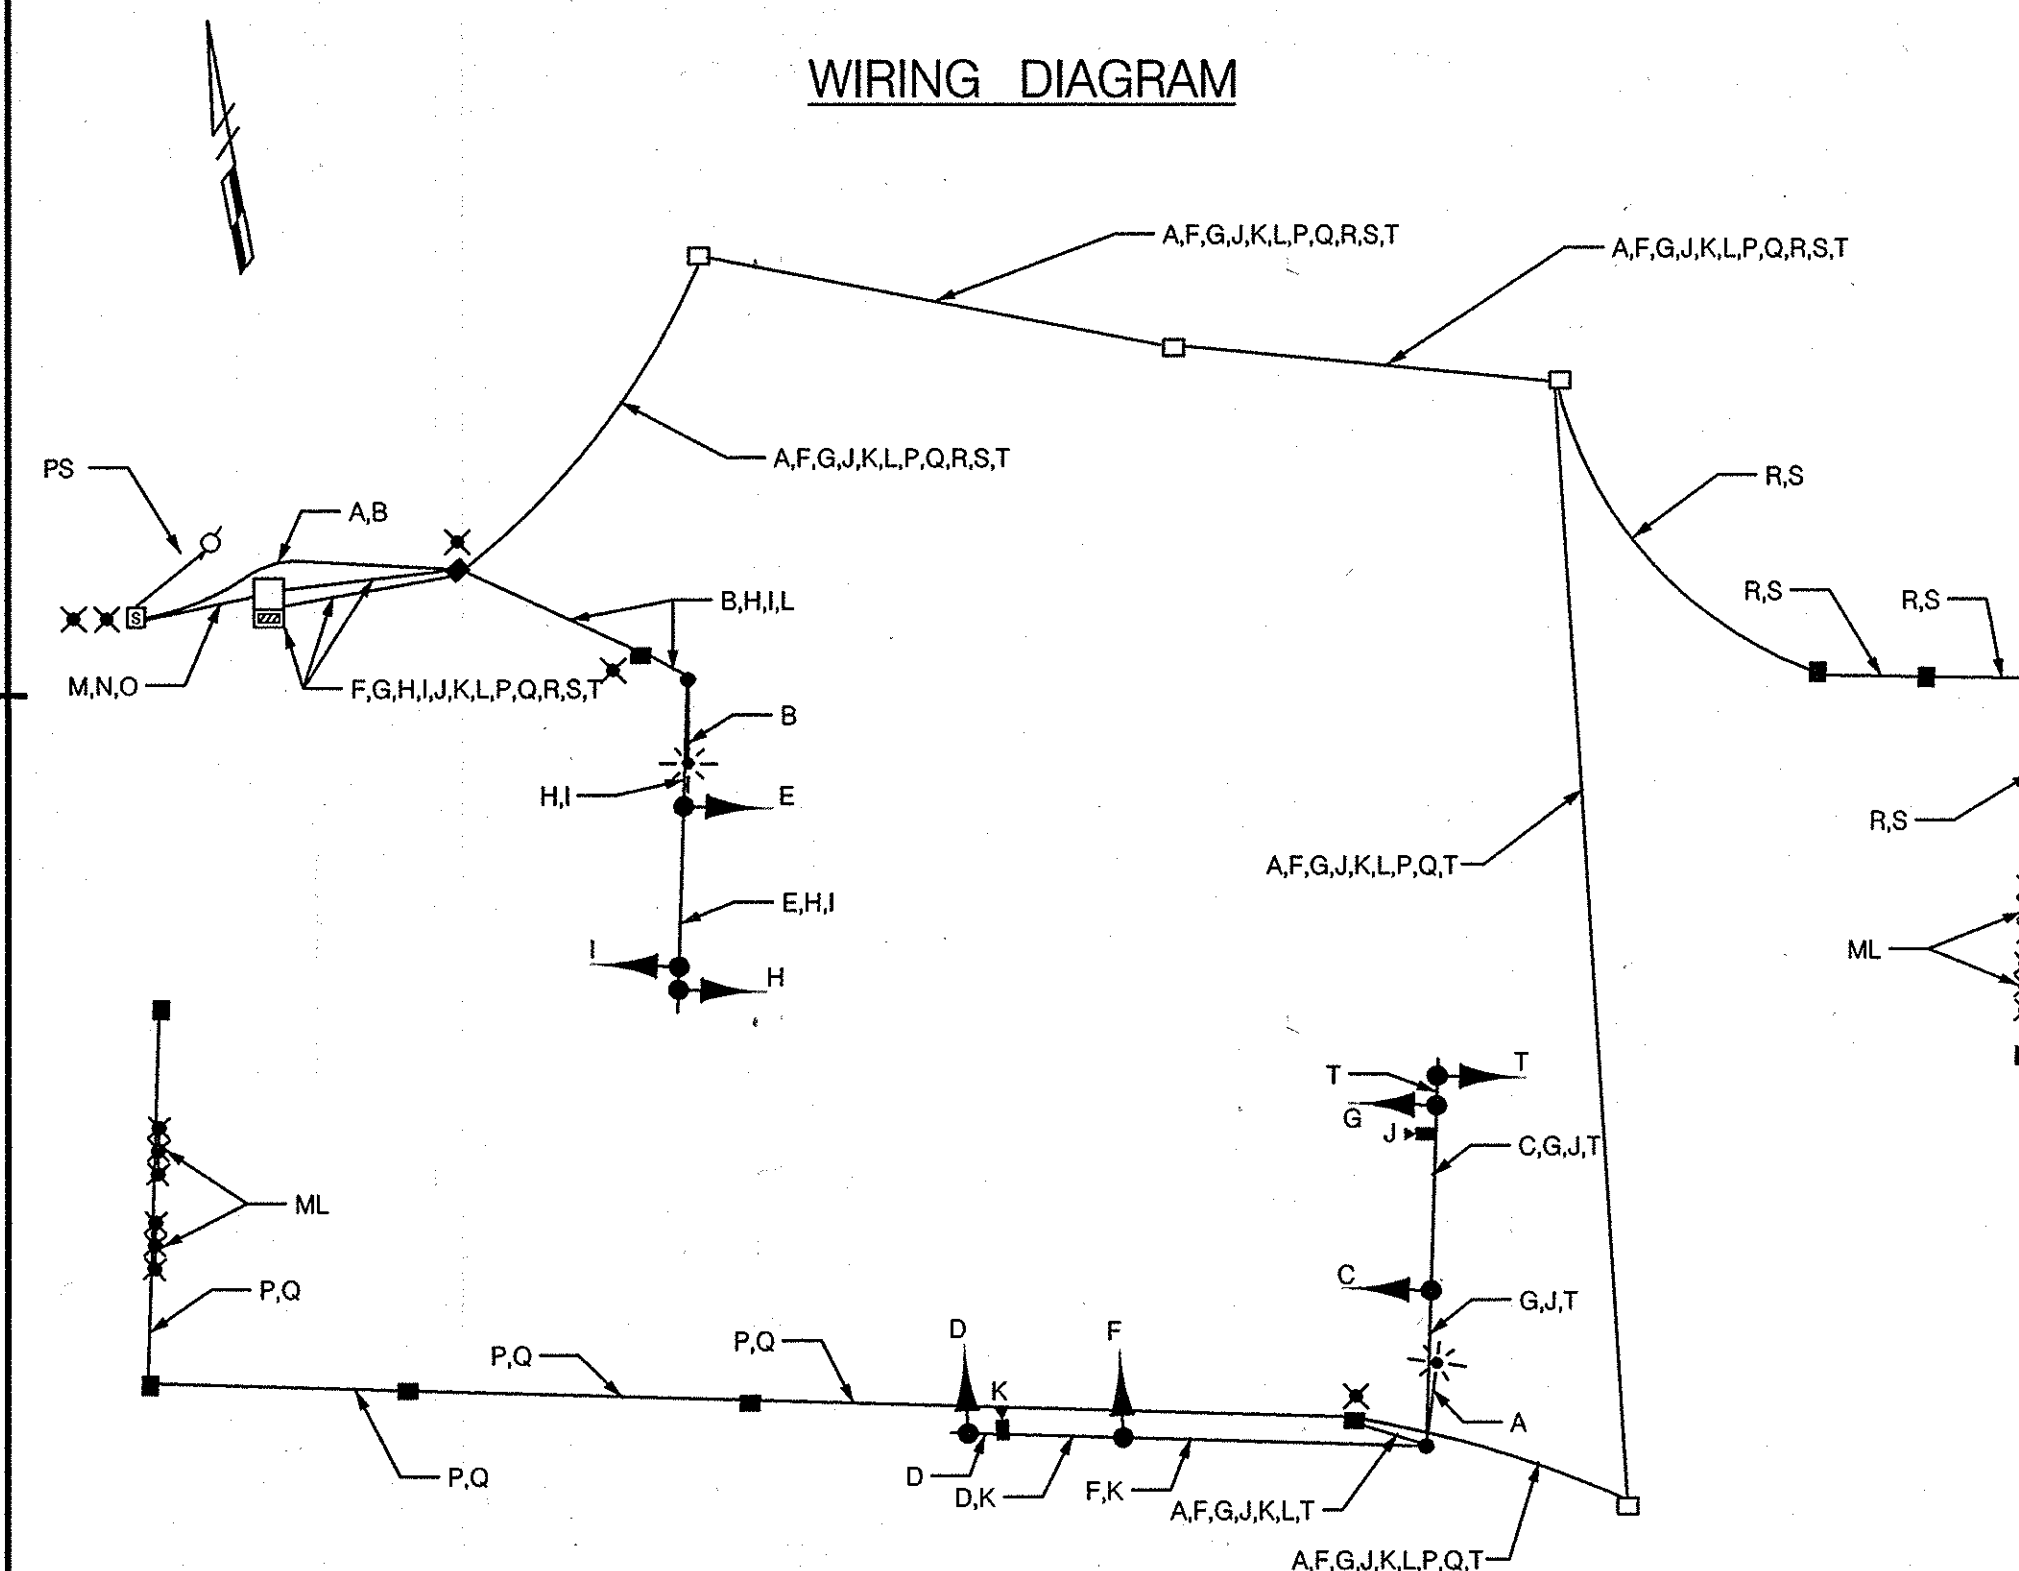 WIRING DIAGRAM
A,F,G,J,K,L,P,Q,R,S,T
A,F,G,J,K,L,P,Q,R,S,T
A,F,G,J,K,L,P,Q,R,S,T
PS
R,S
A,B
R,S
R,S
B,H,I,L
S
M,N,O
F,G,H,I,J,K,L,P,Q,R,S,T
B
H,I
E
R,S
A,F,G,J,K,L,P,Q,T
E,H,I
I
H
ML
T
T
G
J
C,G,J,T
ML
C
P,Q
G,J,T
D
F
P,Q
P,Q
K
A
P,Q
D
D,K
F,K
A,F,G,J,K,L,T
A,F,G,J,K,L,P,Q,T